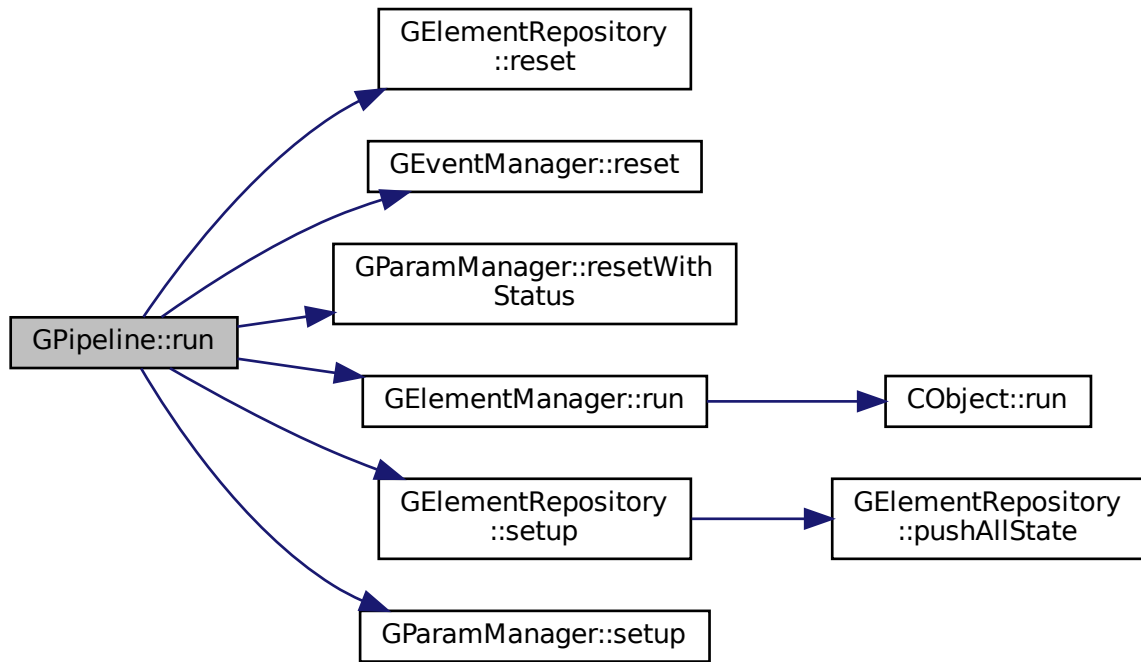 GElementRepository
::reset
GEventManager::reset
GParamManager::resetWith
Status
GPipeline::run
GElementManager::run
CObject::run
GElementRepository
::setup
GElementRepository
::pushAllState
GParamManager::setup